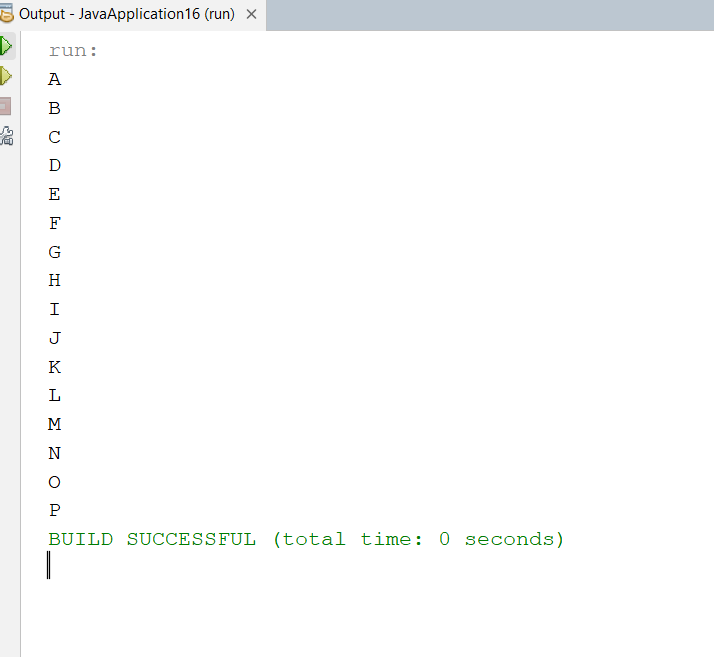 Output - JavaApplication16 (run)
run:
A
B
C
D
E
F
G
H
I
J
K
L
M
N
O
P
BUILD SUCCESSFUL (total time: 0 seconds)